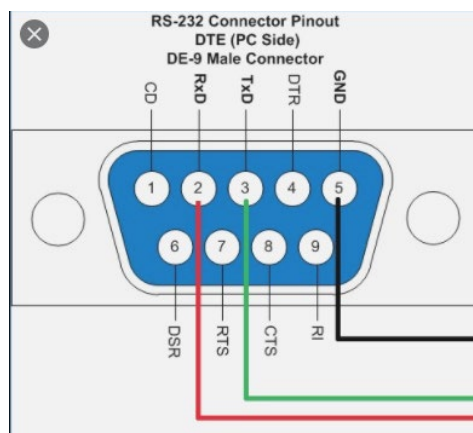 RS-232 Connector Pinout
DTE (PC Side)
DE-9 Male Connector
CD
RxD
TxD
DTR
GND
1
2
3
4
5
6
7
8
9
DSR
RTS
CTS
RI